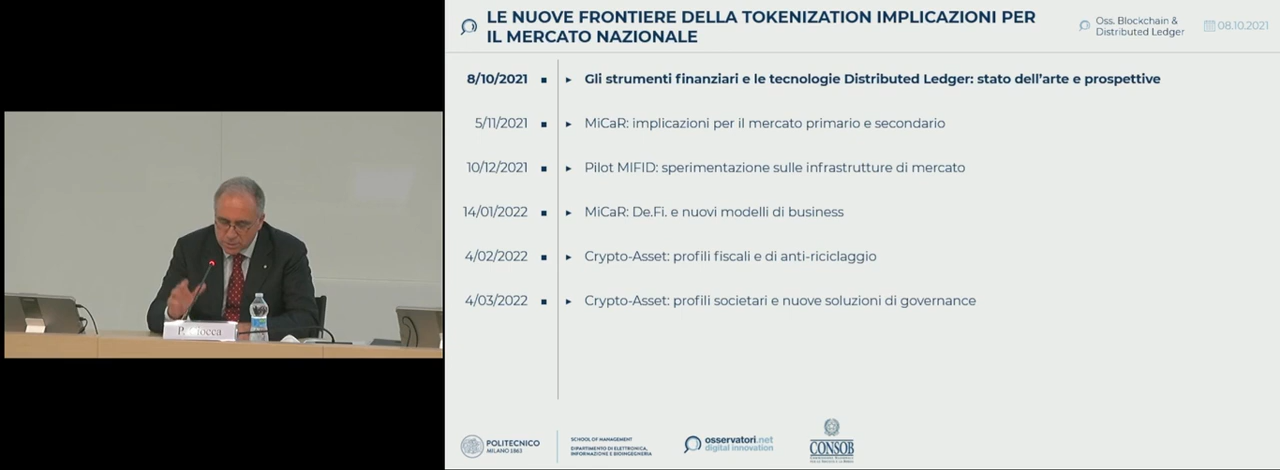 LE NUOVE FRONTIERE DELLA TOKENIZATION IMPLICAZIONI PER
IL MERCATO NAZIONALE
Oss. Blockchain &
Distributed Ledger
08.10.2021
8/10/2021 Gli strumenti finanziari e le tecnologie Distributed Ledger: stato dell'arte e prospettive
5/11/2021 MiCaR: implicazioni per il mercato primario e secondario
10/12/2021 Pilot MIFID: sperimentazione sulle infrastrutture di mercato
14/01/2022 MiCaR: De.Fi. e nuovi modelli di business
4/02/2022 Crypto-Asset: profili fiscali e di anti-riciclaggio
4/03/2022 Crypto-Asset: profili societari e nuove soluzioni di governance
POLITECNICO
MILANO 1863
SCHOOL OF MANAGEMENT
DIPARTIMENTO DI ELETTRONICA,
INFORMAZIONE E BIOINGEGNERIA
osservatori.net
digital innovation
CONSOB